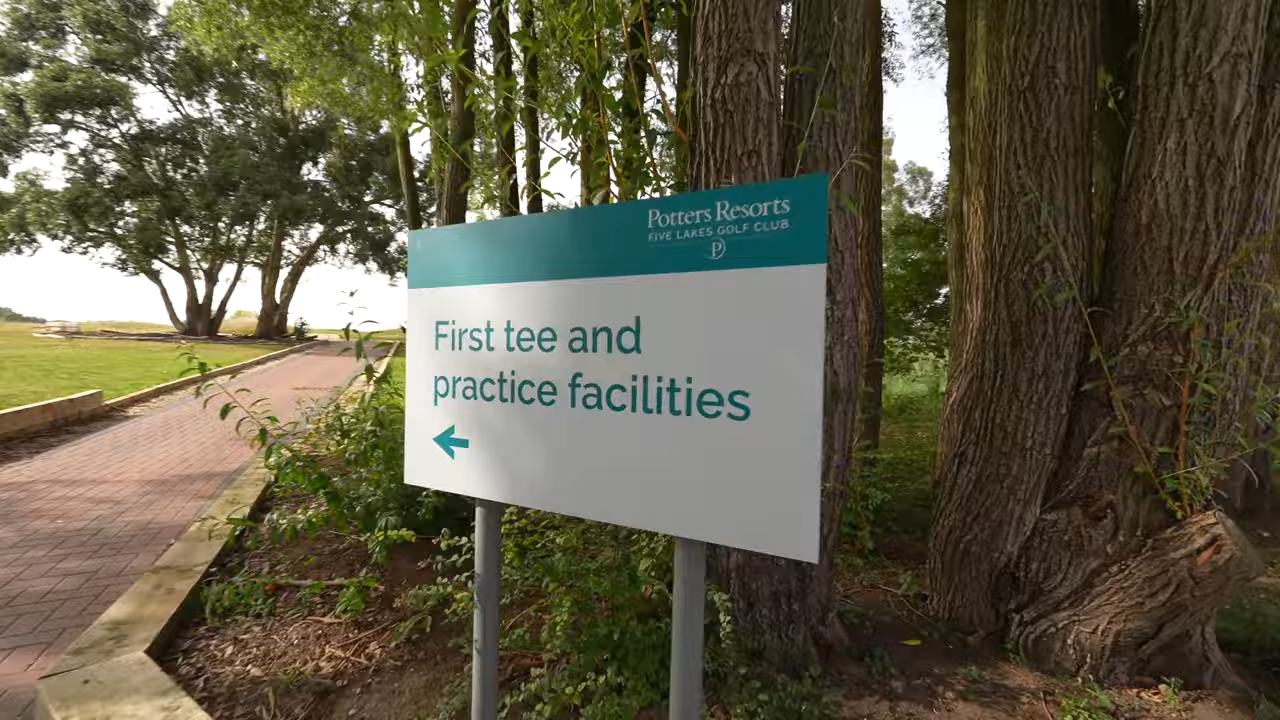 Potters Resorts
FIVE LAKES GOLF CLUB
P
First tee and
practice facilities